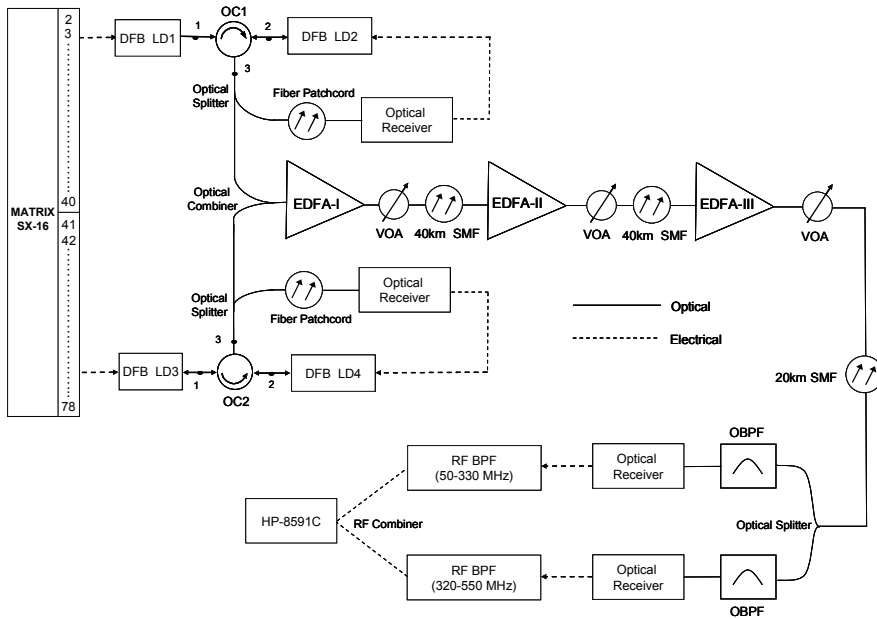 OC1
2
3
1
2
DFB LD1
DFB LD2
3
Optical
Splitter
Fiber Patchcord
Optical
Receiver
Optical
Combiner
EDFA-I
EDFA-II
EDFA-III
40
MATRIX
SX-16
41
42
VOA
40km SMF
VOA
40km SMF
VOA
Optical
Splitter
Optical
Receiver
Fiber Patchcord
Optical
Electrical
3
DFB LD3
1
2
DFB LD4
OC2
78
20km SMF
OBPF
RF BPF
(50-330 MHz)
Optical
Receiver
HP-8591C
RF Combiner
Optical Splitter
RF BPF
(320-550 MHz)
Optical
Receiver
OBPF